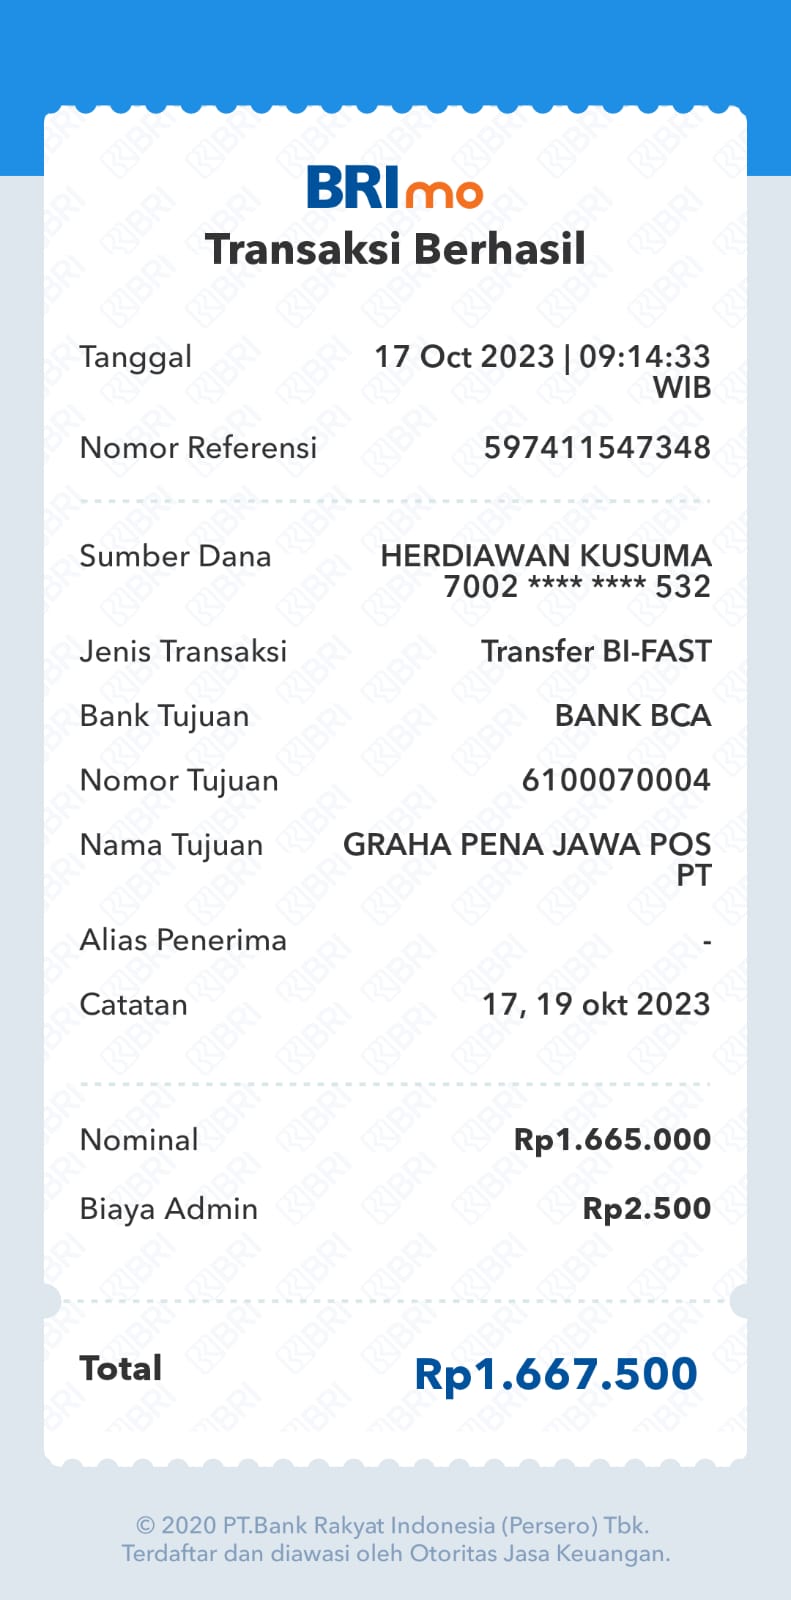 BRImo
Transaksi Berhasil
Tanggal 17 Oct 2023 | 09:14:33
WIB
Nomor Referensi 597411547348
Sumber Dana HERDIAWAN KUSUMA
7002 **** **** 532
Jenis Transaksi Transfer BI-FAST
Bank Tujuan BANK BCA
Nomor Tujuan 6100070004
Nama Tujuan GRAHA PENA JAWA POS
PT
Alias Penerima -
Catatan 17, 19 okt 2023
Nominal Rp1.665.000
Biaya Admin Rp2.500
Total Rp1.667.500
© 2020 PT.Bank Rakyat Indonesia (Persero) Tbk.
Terdaftar dan diawasi oleh Otoritas Jasa Keuangan.